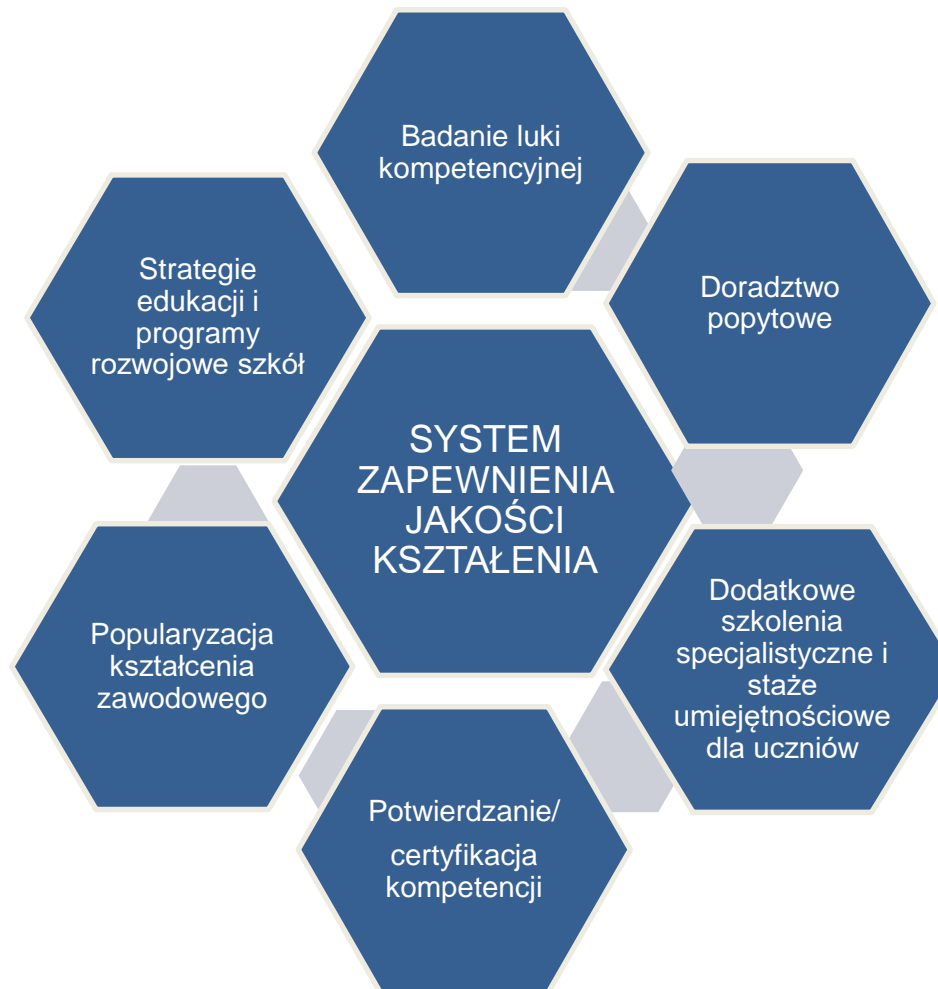 Badanie luki
kompetencyjnej
Strategie
edukacji i
programy
rozwojowe szkół
Doradztwo
popytowe
SYSTEM
ZAPEWNIENIA
JAKOŚCI
KSZTAŁENIA
Popularyzacja
kształcenia
zawodowego
Dodatkowe
szkolenia
specjalistyczne i
staże
umiejętnościowe
dla uczniów
Potwierdzanie/
certyfikacja
kompetencji